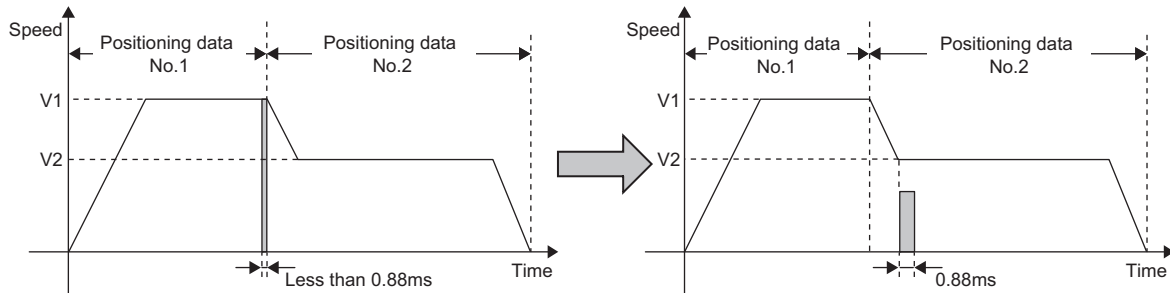 Speed
Positioning data
No.1
Positioning data
No.2
V1
V2
Time
Less than 0.88ms
Speed
Positioning data
No.1
Positioning data
No.2
V1
V2
Time
0.88ms